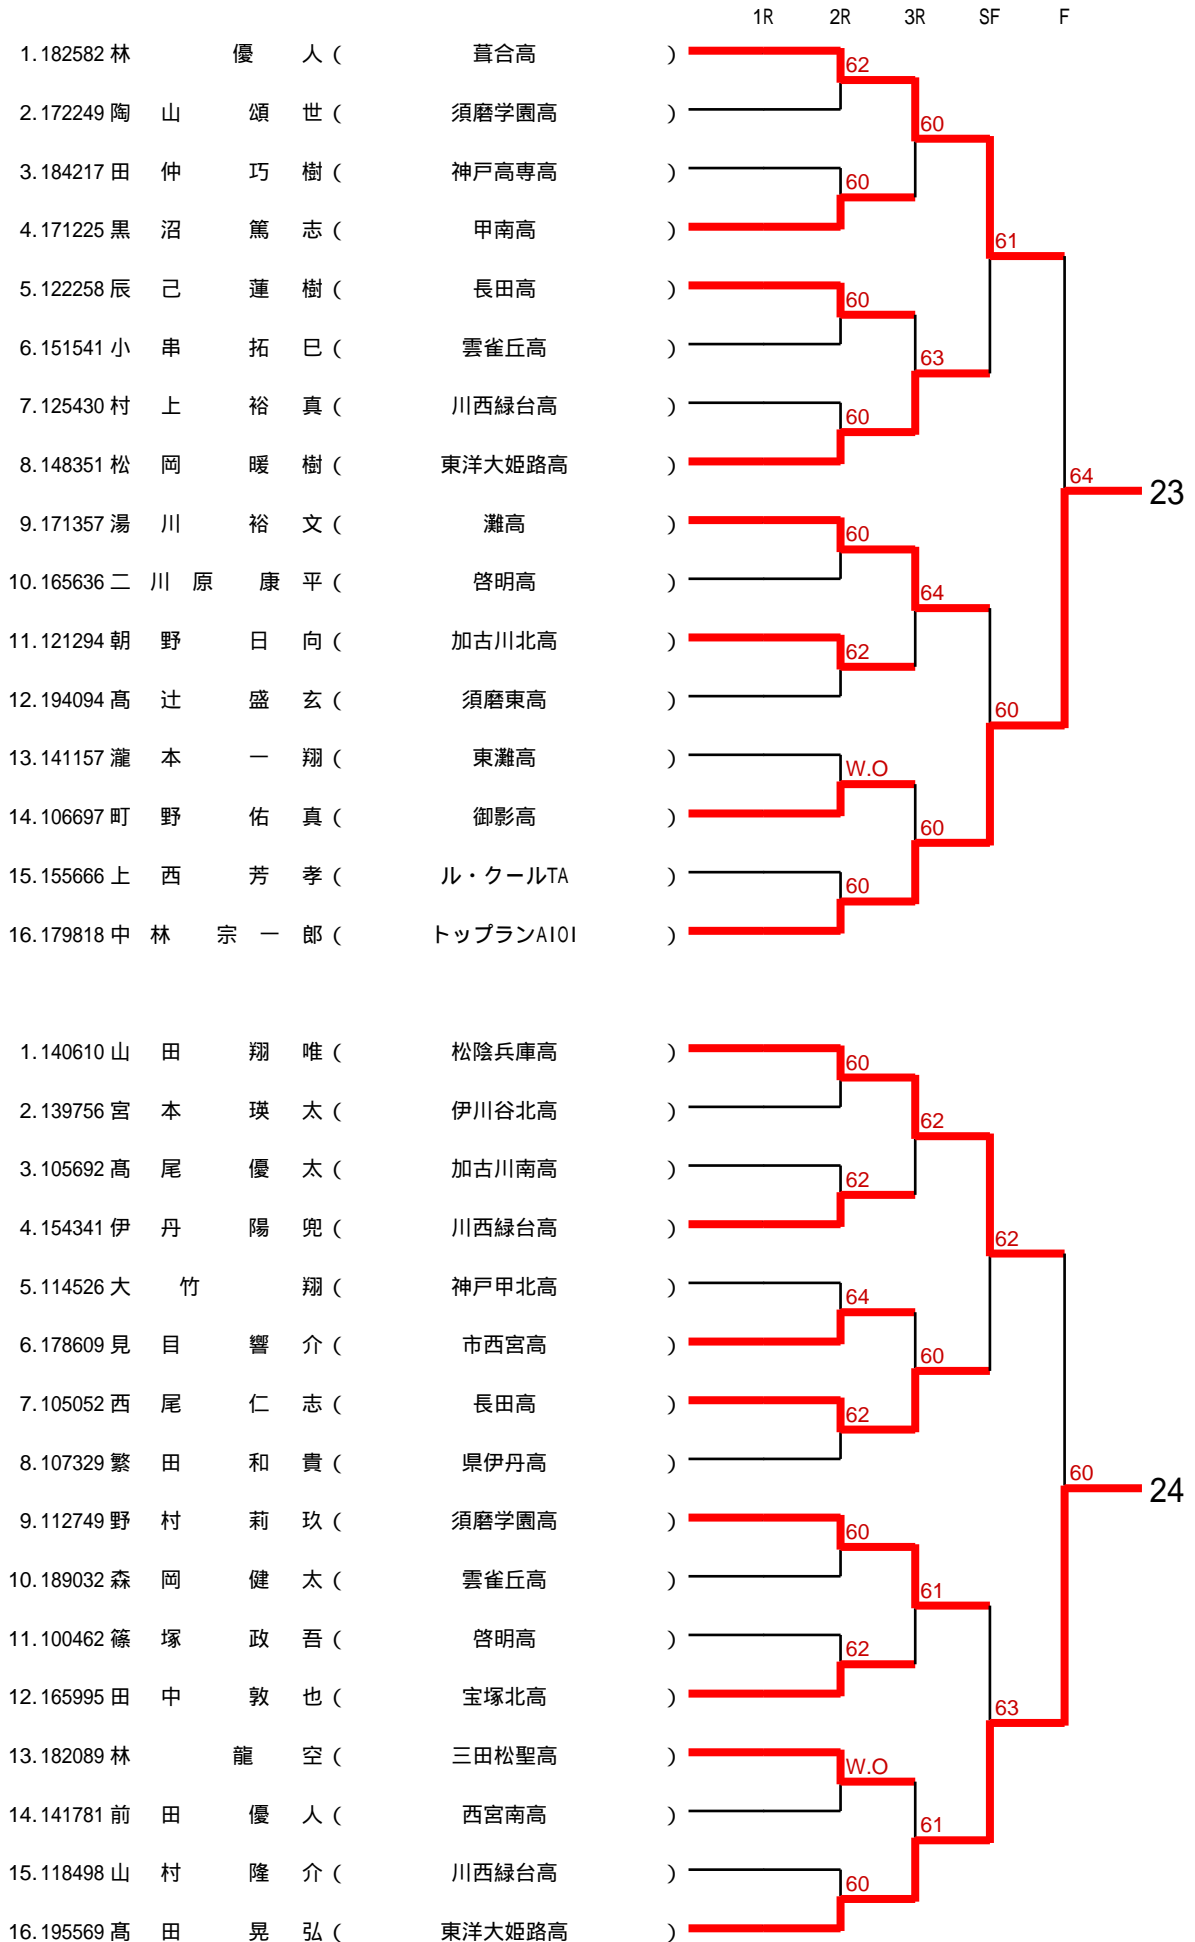 1R 2R 3R SF F
1.182582 林 優 人 ( 葺合高 )
62
2.172249 陶 山 頌 世 ( 須磨学園高 )
60
3.184217 田 仲 巧 樹 ( 神戸高専高 )
60
4.171225 黒 沼 篤 志 ( 甲南高 )
61
5.122258 辰 己 蓮 樹 ( 長田高 )
60
6.151541 小 串 拓 巳 ( 雲雀丘高 )
63
7.125430 村 上 裕 真 ( 川西緑台高 )
60
8.148351 松 岡 暖 樹 ( 東洋大姫路高 )
64 23
9.171357 湯 川 裕 文 ( 灘高 )
60
10.165636 二 川 原 康 平 ( 啓明高 )
64
11.121294 朝 野 日 向 ( 加古川北高 )
62
12.194094 髙 辻 盛 玄 ( 須磨東高 )
60
13.141157 瀧 本 一 翔 ( 東灘高 )
W.O
14.106697 町 野 佑 真 ( 御影高 )
60
15.155666 上 西 芳 孝 ( ル・クールTA )
60
16.179818 中 林 宗 一 郎 ( トップランAIOI )
1.140610 山 田 翔 唯 ( 松陰兵庫高 )
60
2.139756 宮 本 瑛 太 ( 伊川谷北高 )
62
3.105692 髙 尾 優 太 ( 加古川南高 )
62
4.154341 伊 丹 陽 兜 ( 川西緑台高 )
62
5.114526 大 竹 翔 ( 神戸甲北高 )
64
6.178609 見 目 響 介 ( 市西宮高 )
60
7.105052 西 尾 仁 志 ( 長田高 )
62
8.107329 繁 田 和 貴 ( 県伊丹高 )
60 24
9.112749 野 村 莉 玖 ( 須磨学園高 )
60
10.189032 森 岡 健 太 ( 雲雀丘高 )
61
11.100462 篠 塚 政 吾 ( 啓明高 )
62
12.165995 田 中 敦 也 ( 宝塚北高 )
63
13.182089 林 龍 空 ( 三田松聖高 )
W.O
14.141781 前 田 優 人 ( 西宮南高 )
61
15.118498 山 村 隆 介 ( 川西緑台高 )
60
16.195569 髙 田 晃 弘 ( 東洋大姫路高 )